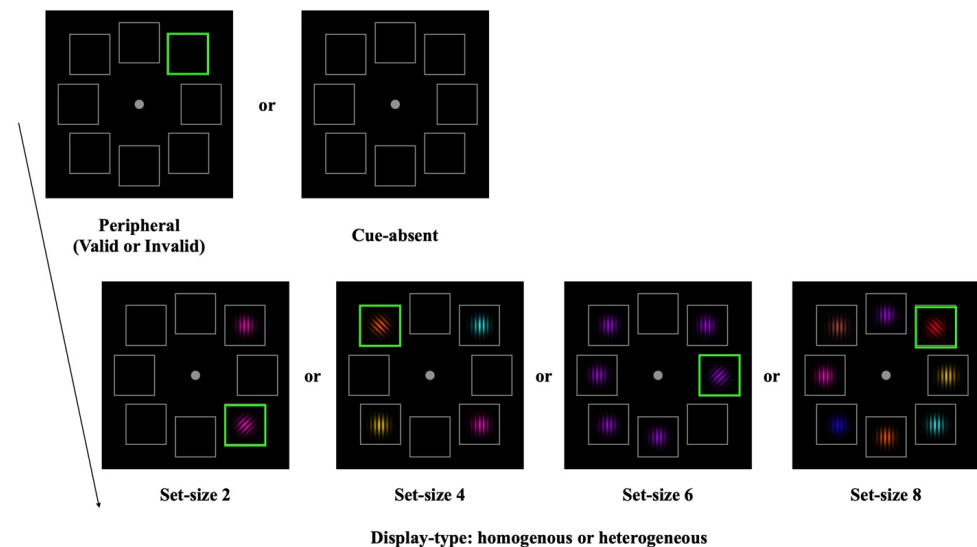 or
Peripheral
(Valid or Invalid)
Cue-absent
or
or
or
Set-size 2
Set-size 4
Set-size 6
Set-size 8
Display-type: homogenous or heterogeneous